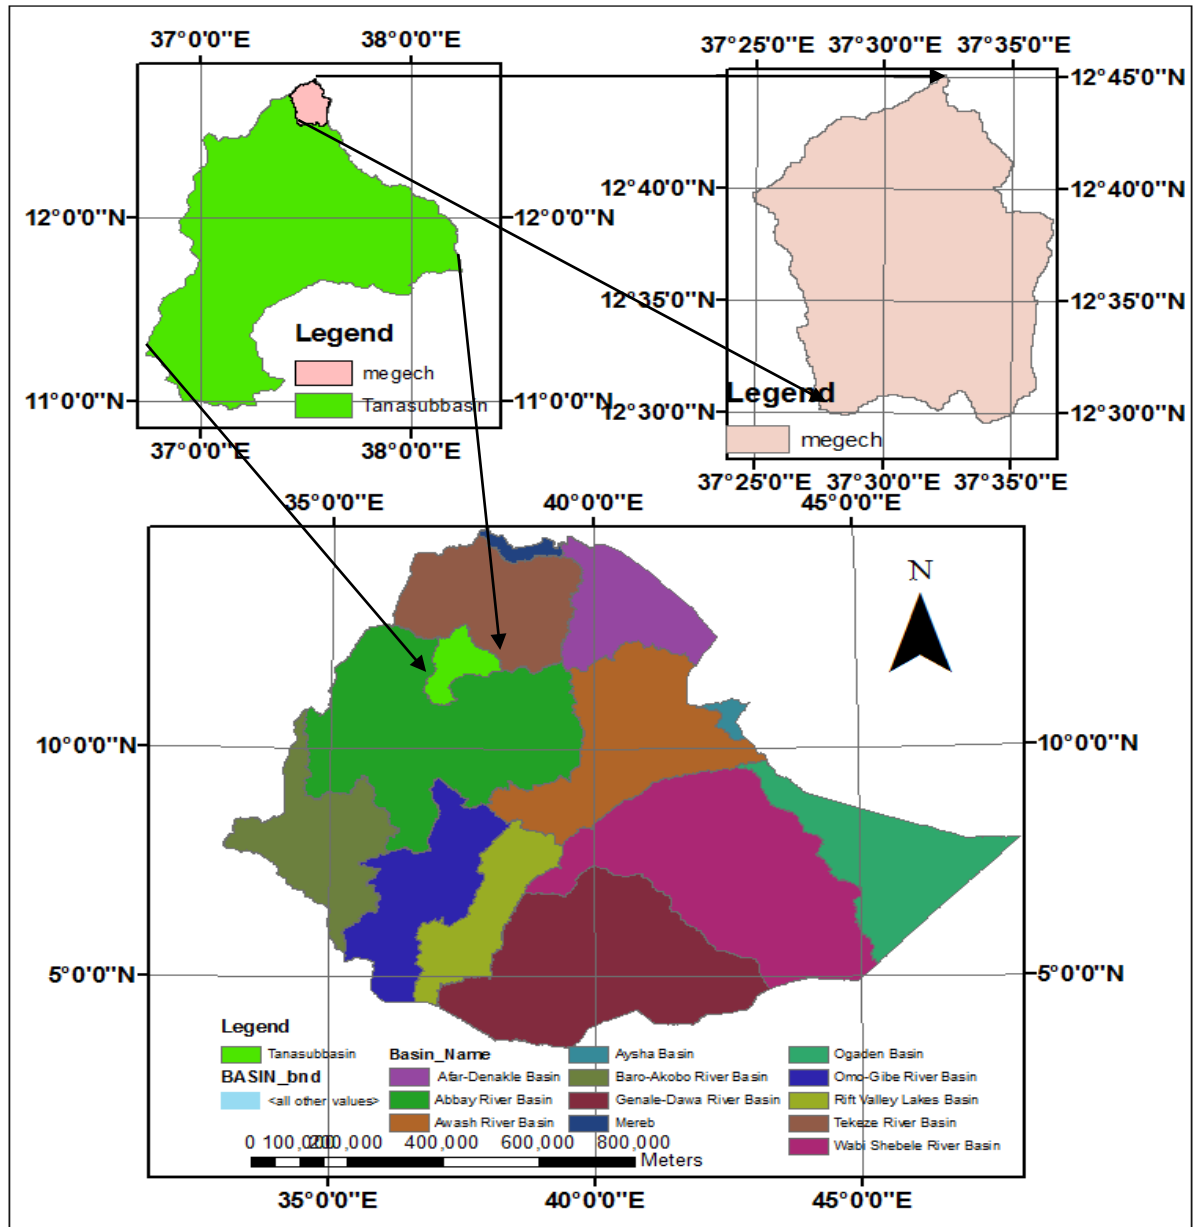 37°0'0"E 38°0'0"E
12°0'0"N 12°0'0"N
Legend
megech
Tanasubbasin
11°0'0"N 11°0'0"N
37°0'0"E 38°0'0"E
37°25'0"E 37°30'0"E 37°35'0"E
12°45'0"N
12°40'0"N 12°40'0"N
12°35'0"N 12°35'0"N
12°30'0"N 12°30'0"N
Legend
megech
37°25'0"E 37°30'0"E 37°35'0"E
35°0'0"E 40°0'0"E 45°0'0"E
N
10°0'0"N 10°0'0"N
5°0'0"N 5°0'0"N
Legend
Tanasubbasin
BASIN_bnd
<all other values>
Basin_Name
Afar-Denakle Basin
Abbay River Basin
Awash River Basin
Aysha Basin
Baro-Akobo River Basin
Genale-Dawa River Basin
Mereb
Ogaden Basin
Omo-Gibe River Basin
Rift Valley Lakes Basin
Tekeze River Basin
Wabi Shebele River Basin
0 100,000 200,000 400,000 600,000 800,000
Meters
35°0'0"E 40°0'0"E 45°0'0"E